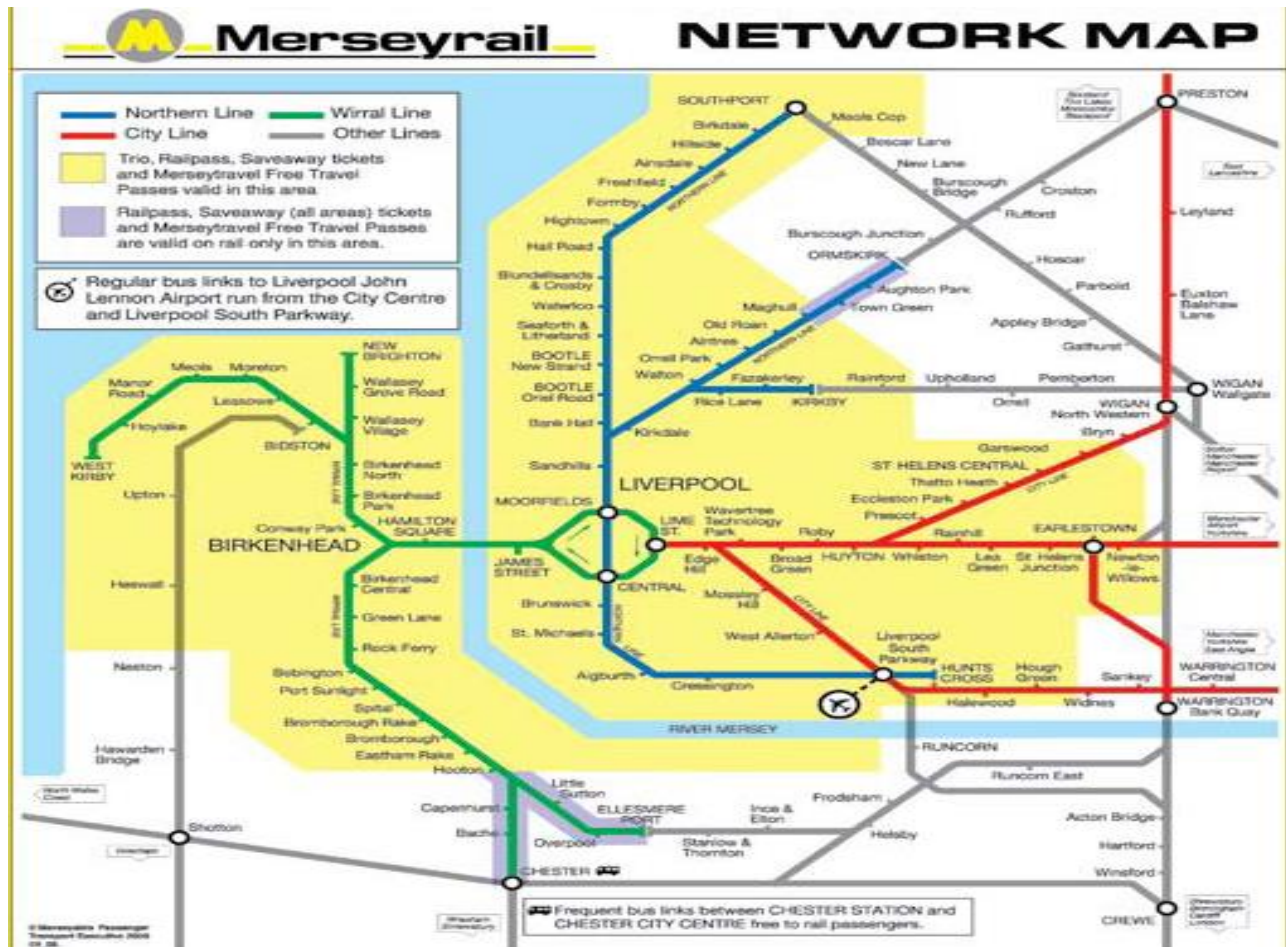 M Merseyrail NETWORK MAP
Northern Line
Wirral Line
City Line
Other Lines
Trio, Railpass, Saveaway tickets
and Merseytravel Free Travel
Passes valid in this area
Railpass, Saveaway (all areas) tickets
and Merseytravel Free Travel Passes
are valid on rail only in this area.
Regular bus links to Liverpool John
Lennon Airport run from the City Centre
and Liverpool South Parkway.
SOUTHPORT
Meols Cop
Birkdale
Hillside
Ainsdale
Freshfield
Formby
Hightown
NORTHERN LINE
Hall Road
Blundellsands
& Crosby
Waterloo
Seaforth &
Litherland
BOOTLE
New Strand
BOOTLE
Oriel Road
Bank Hall
Sandhills
MOORFIELDS
LIVERPOOL
LIME
ST.
CENTRAL
JAMES
STREET
Bescar Lane
New Lane
Burscough
Bridge
Hoscar
Parbold
Appley Bridge
Gathurst
WIGAN
Wallgate
WIGAN
North Western
PRESTON
Croston
Rufford
Burscough Junction
ORMSKIRK
Aughton Park
Town Green
Maghull
Old Roan
Aintree
NORTHERN LINE
Orrell Park
Walton
Kirkdale
Rice Lane
Fazakerley
KIRKBY
Rainford
Upholland
Orrell
Pemberton
Leyland
Euxton
Balshaw
Lane
Bryn
Garswood
ST HELENS CENTRAL
Thatto Heath
CITY LINE
Eccleston Park
Prescot
NEW
BRIGHTON
Wallasey
Grove Road
Wallasey
Village
Birkenhead
North
Birkenhead
Park
Meols
Moreton
Manor
Road
Leasowe
Hoylake
WEST
KIRBY
BIDSTON
Upton
Heswall
Neston
Hawarden
Bridge
Shotton
Conway Park
HAMILTON
SQUARE
BIRKENHEAD
Birkenhead
Central
Green Lane
Rock Ferry
Bebington
Port Sunlight
Spital
Bromborough Rake
Bromborough
Eastham Rake
Hooton
Capenhurst
Bache
CHESTER
Little
Sutton
Overpool
ELLESMERE
PORT
Stanlow &
Thornton
Ince &
Elton
Helsby
Frodsham
Runcorn East
RUNCORN
Acton Bridge
Hartford
Winsford
CREWE
Edge
Hill
Wavertree
Technology
Park
Broad
Green
Roby
HUYTON
Whiston
Rainhill
Lea
Green
St Helens
Junction
EARLESTOWN
Newton
-le-
Willows
Mossley
Hill
West Allerton
CITY LINE
Liverpool
South
Parkway
HUNTS
CROSS
Halewood
Hough
Green
Widnes
Sankey
WARRINGTON
Central
WARRINGTON
Bank Quay
Brunswick
St. Michaels
Aigburth
Cressington
RIVER MERSEY
Frequent bus links between CHESTER STATION and
CHESTER CITY CENTRE free to rail passengers.